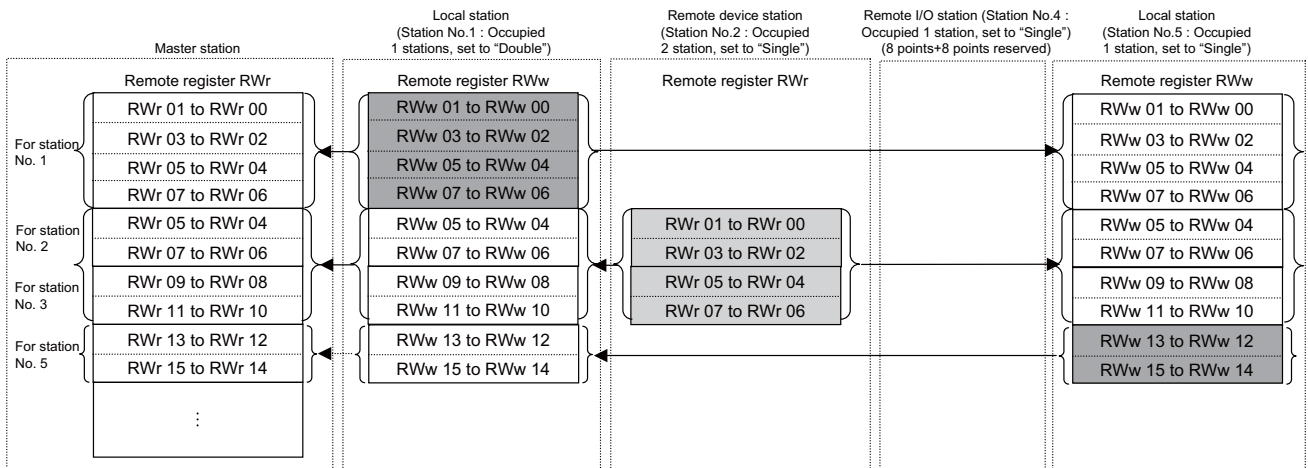 Master station
Local station
(Station No.1 : Occupied
1 stations, set to “Double”)
Remote device station
(Station No.2 : Occupied
2 station, set to “Single”)
Remote I/O station (Station No.4 :
Occupied 1 station, set to “Single”)
(8 points+8 points reserved)
Local station
(Station No.5 : Occupied
1 station, set to “Single”)
Remote register RWr
RWr 01 to RWr 00
RWr 03 to RWr 02
RWr 05 to RWr 04
RWr 07 to RWr 06
RWr 05 to RWr 04
RWr 07 to RWr 06
RWr 09 to RWr 08
RWr 11 to RWr 10
RWr 13 to RWr 12
RWr 15 to RWr 14
⋮
For station
No. 1
For station
No. 2
For station
No. 3
For station
No. 5
Remote register RWw
RWw 01 to RWw 00
RWw 03 to RWw 02
RWw 05 to RWw 04
RWw 07 to RWw 06
RWw 05 to RWw 04
RWw 07 to RWw 06
RWw 09 to RWw 08
RWw 11 to RWw 10
RWw 13 to RWw 12
RWw 15 to RWw 14
Remote register RWr
RWr 01 to RWr 00
RWr 03 to RWr 02
RWr 05 to RWr 04
RWr 07 to RWr 06
Remote register RWw
RWw 01 to RWw 00
RWw 03 to RWw 02
RWw 05 to RWw 04
RWw 07 to RWw 06
RWw 05 to RWw 04
RWw 07 to RWw 06
RWw 09 to RWw 08
RWw 11 to RWw 10
RWw 13 to RWw 12
RWw 15 to RWw 14